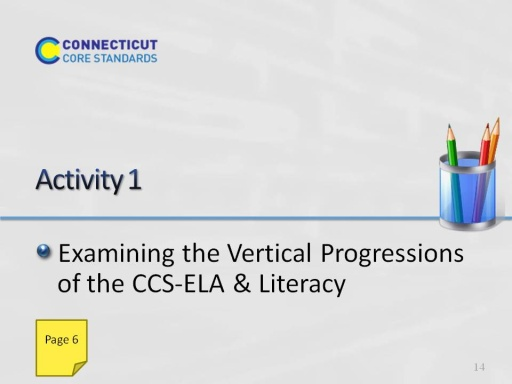 CONNECTICUT
CORE STANDARDS
Activity 1
Examining the Vertical Progressions
of the CCS-ELA & Literacy
Page 6
14